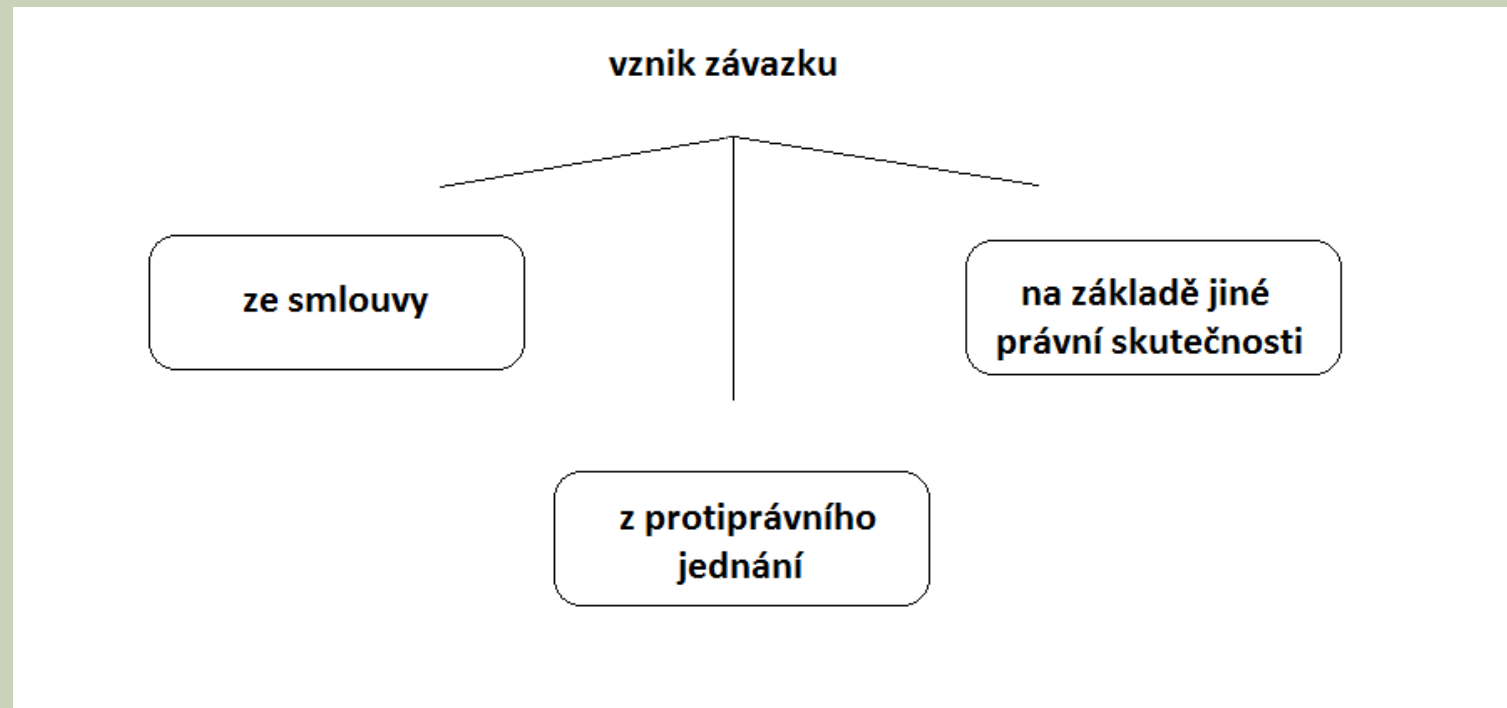 vznik závazku
ze smlouvy
na základě jiné
právní skutečnosti
z protiprávního
jednání